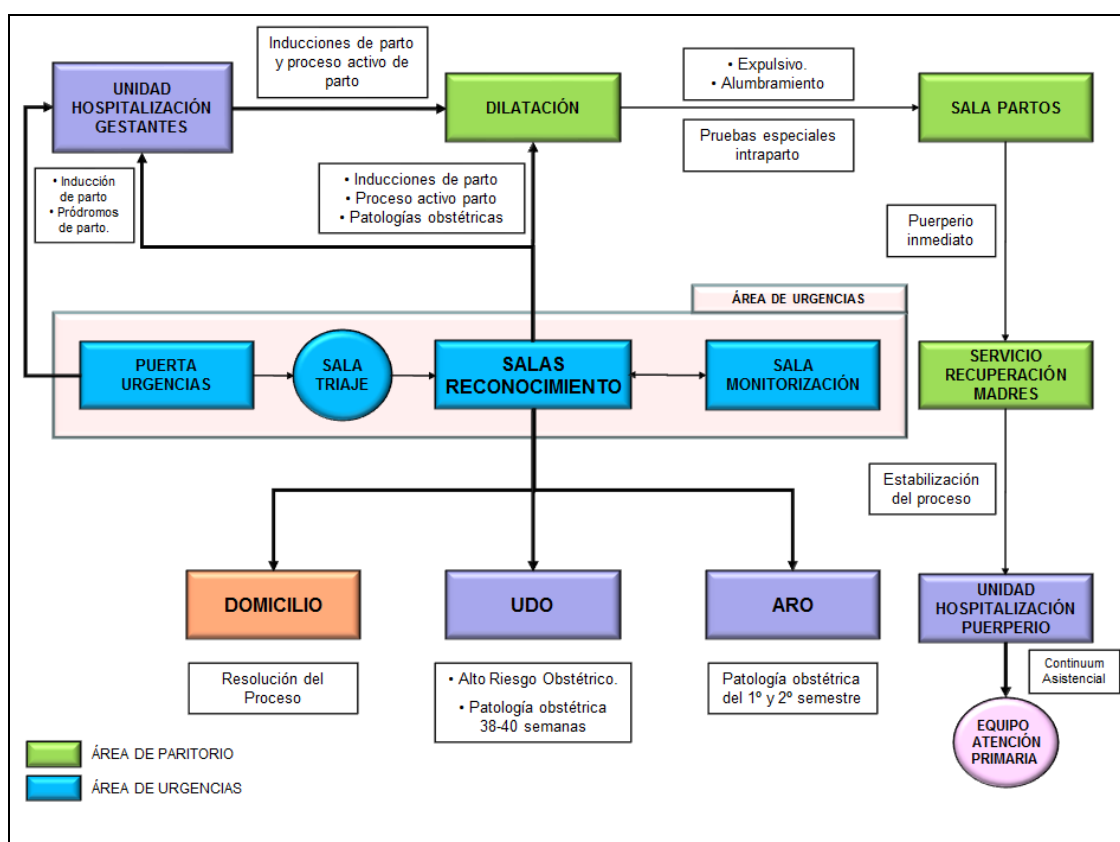 Inducciones de parto
y proceso activo de
parto
• Expulsivo.
• Alumbramiento
UNIDAD
HOSPITALIZACIÓN
GESTANTES
DILATACIÓN
SALA PARTOS
Pruebas especiales
intraparto
• Inducción
de parto
• Pródromos
de parto.
• Inducciones de parto
• Proceso activo parto
• Patologías obstétricas
Puerperio
inmediato
ÁREA DE URGENCIAS
PUERTA
URGENCIAS
SALA
TRIAJE
SALAS
RECONOCIMIENTO
SALA
MONITORIZACIÓN
SERVICIO
RECUPERACIÓN
MADRES
Estabilización
del proceso
DOMICILIO
UDO
ARO
UNIDAD
HOSPITALIZACIÓN
PUERPERIO
Resolución del
Proceso
• Alto Riesgo Obstétrico.
• Patología obstétrica
38-40 semanas
Patología obstétrica
del 1º y 2º semestre
Continuum
Asistencial
EQUIPO
ATENCIÓN
PRIMARIA
ÁREA DE PARITORIO
ÁREA DE URGENCIAS